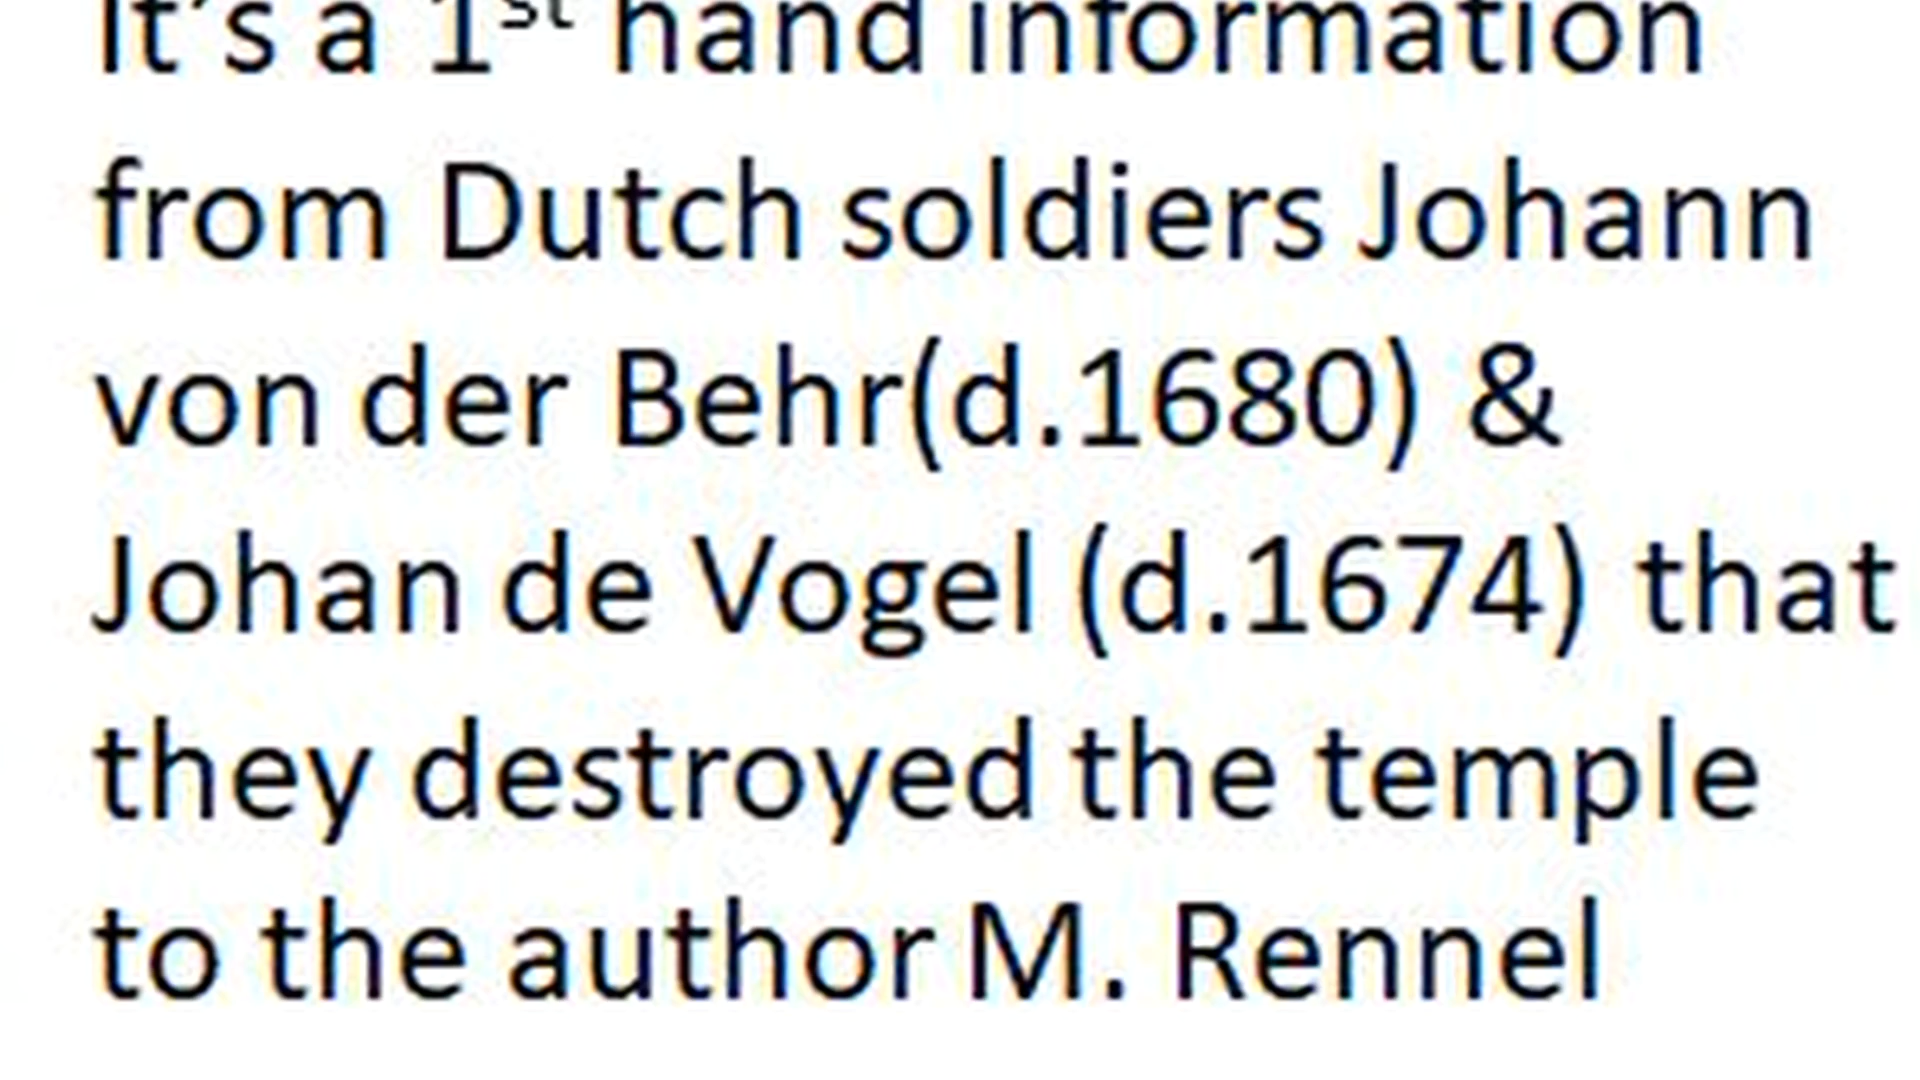 It's a 1st hand information
from Dutch soldiers Johann
von der Behr(d.1680) &
Johan de Vogel (d.1674) that
they destroyed the temple
to the author M. Rennel